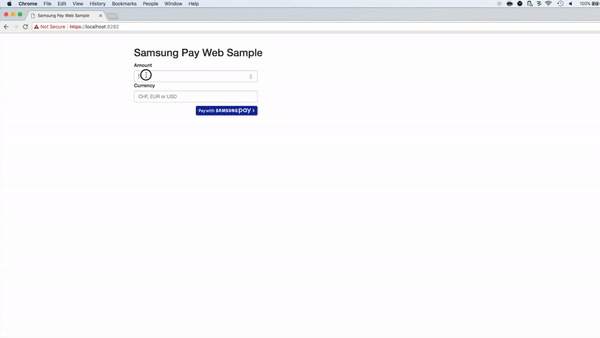 Chrome File Edit View History Bookmarks People Window Help 100%
Samsung Pay Web Sample
Not Secure https://localhost:8282
Samsung Pay Web Sample
Amount
Currency
CHF, EUR or USD
Pay with SAMSUNG pay